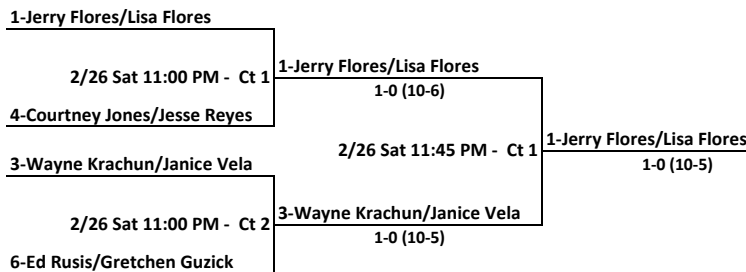 1-Jerry Flores/Lisa Flores
2/26 Sat 11:00 PM - Ct 1
1-Jerry Flores/Lisa Flores
1-0 (10-6)
4-Courtney Jones/Jesse Reyes
2/26 Sat 11:45 PM - Ct 1
1-Jerry Flores/Lisa Flores
1-0 (10-5)
3-Wayne Krachun/Janice Vela
2/26 Sat 11:00 PM - Ct 2
3-Wayne Krachun/Janice Vela
1-0 (10-5)
6-Ed Rusis/Gretchen Guzick